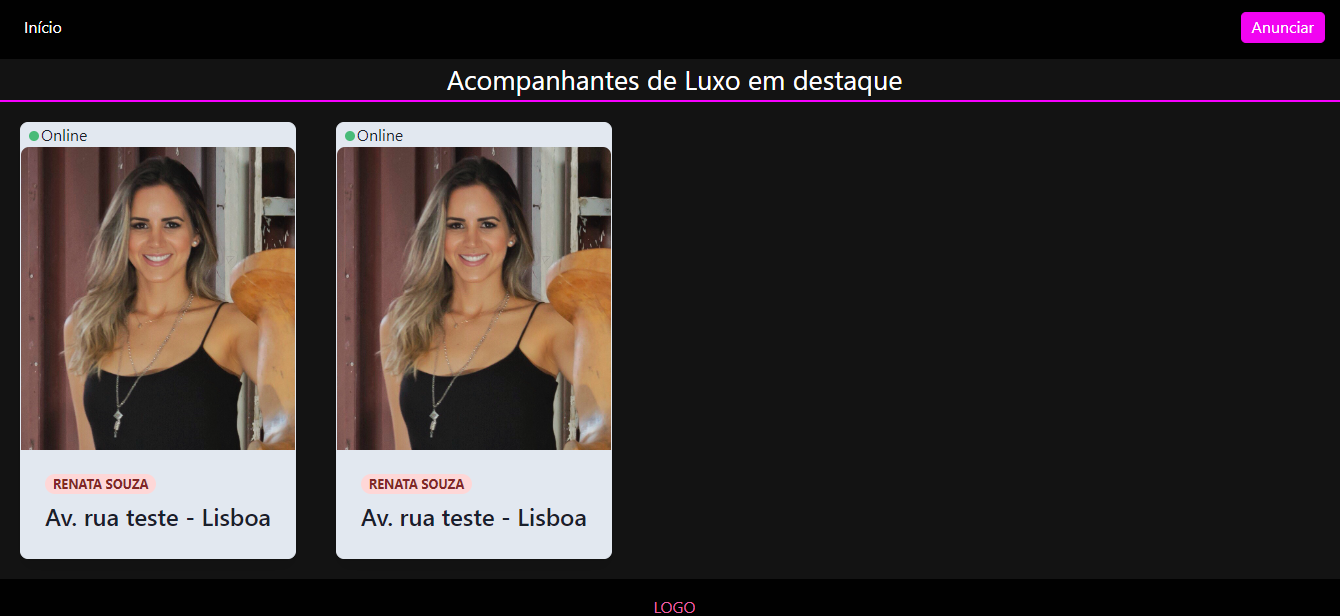 Início
Anunciar
Acompanhantes de Luxo em destaque
Online
Online
RENATA SOUZA
Av. rua teste - Lisboa
RENATA SOUZA
Av. rua teste - Lisboa
LOGO